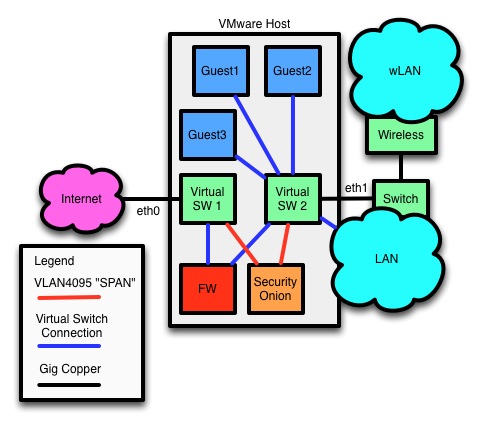 VMware Host
Guest1
Guest2
wLAN
Guest3
Wireless
Internet
eth0
Virtual
SW 1
Virtual
SW 2
eth1
Switch
LAN
FW
Security
Onion
Legend
VLAN4095 "SPAN"
Virtual Switch
Connection
Gig Copper